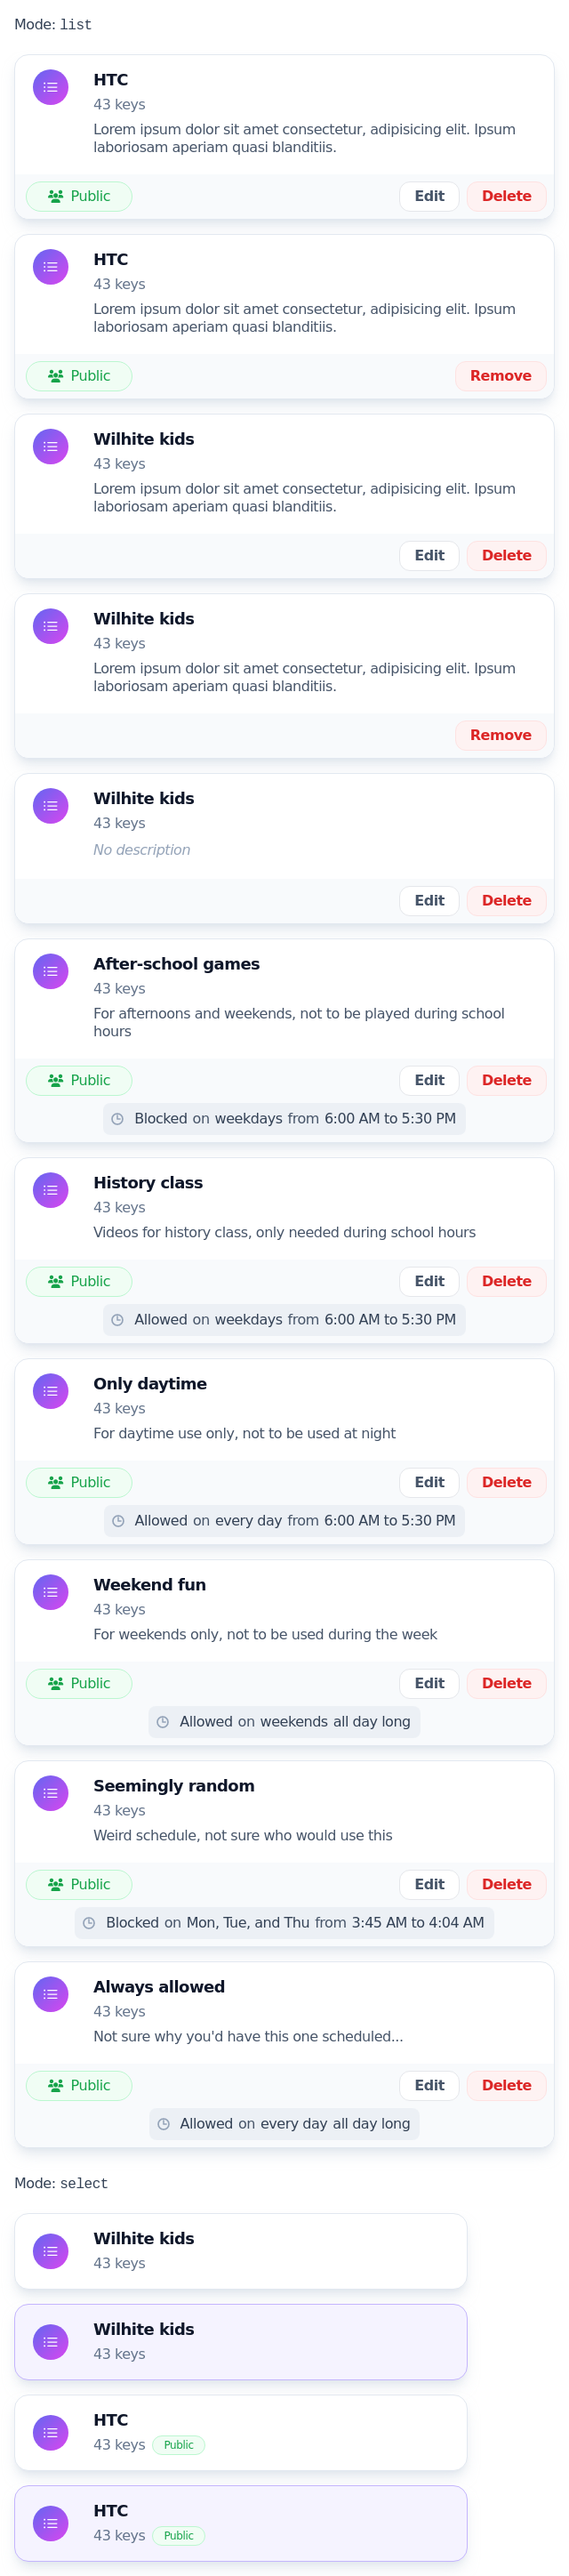 Mode: list
HTC
43 keys
Lorem ipsum dolor sit amet consectetur, adipisicing elit. Ipsum
laboriosam aperiam quasi blanditiis.
Public Edit Delete
HTC
43 keys
Lorem ipsum dolor sit amet consectetur, adipisicing elit. Ipsum
laboriosam aperiam quasi blanditiis.
Public Remove
Wilhite kids
43 keys
Lorem ipsum dolor sit amet consectetur, adipisicing elit. Ipsum
laboriosam aperiam quasi blanditiis.
Edit Delete
Wilhite kids
43 keys
Lorem ipsum dolor sit amet consectetur, adipisicing elit. Ipsum
laboriosam aperiam quasi blanditiis.
Remove
Wilhite kids
43 keys
No description
Edit Delete
After-school games
43 keys
For afternoons and weekends, not to be played during school
hours
Public Edit Delete
Blocked on weekdays from 6:00 AM to 5:30 PM
History class
43 keys
Videos for history class, only needed during school hours
Public Edit Delete
Allowed on weekdays from 6:00 AM to 5:30 PM
Only daytime
43 keys
For daytime use only, not to be used at night
Public Edit Delete
Allowed on every day from 6:00 AM to 5:30 PM
Weekend fun
43 keys
For weekends only, not to be used during the week
Public Edit Delete
Allowed on weekends all day long
Seemingly random
43 keys
Weird schedule, not sure who would use this
Public Edit Delete
Blocked on Mon, Tue, and Thu from 3:45 AM to 4:04 AM
Always allowed
43 keys
Not sure why you'd have this one scheduled...
Public Edit Delete
Allowed on every day all day long
Mode: select
Wilhite kids
43 keys
Wilhite kids
43 keys
HTC
43 keys Public
HTC
43 keys Public